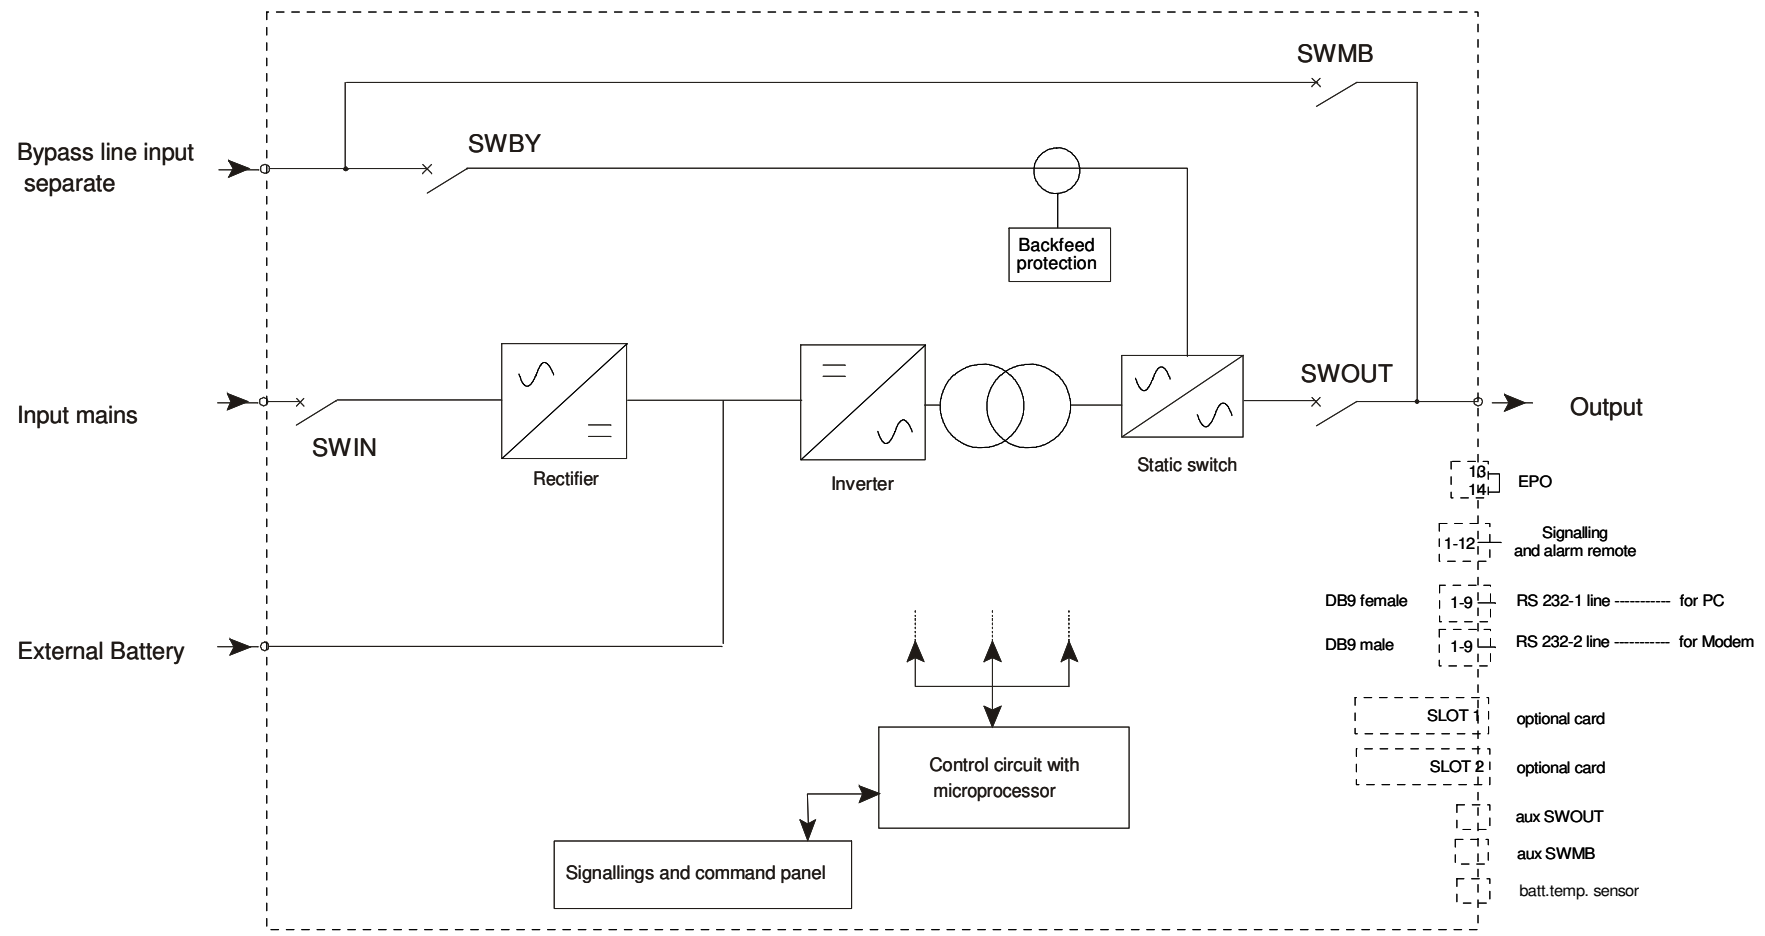 SWMB
SWBY
Bypass line input
separate
Backfeed
protection
SWOUT
Input mains
Output
SWIN
Rectifier
Inverter
Static switch
13
14
EPO
1-12
Signalling
and alarm remote
DB9 female
1-9
RS 232-1 line ----------- for PC
DB9 male
1-9
RS 232-2 line ----------- for Modem
External Battery
SLOT 1
optional card
SLOT 2
optional card
Control circuit with
microprocessor
aux SWOUT
aux SWMB
Signallings and command panel
batt.temp. sensor